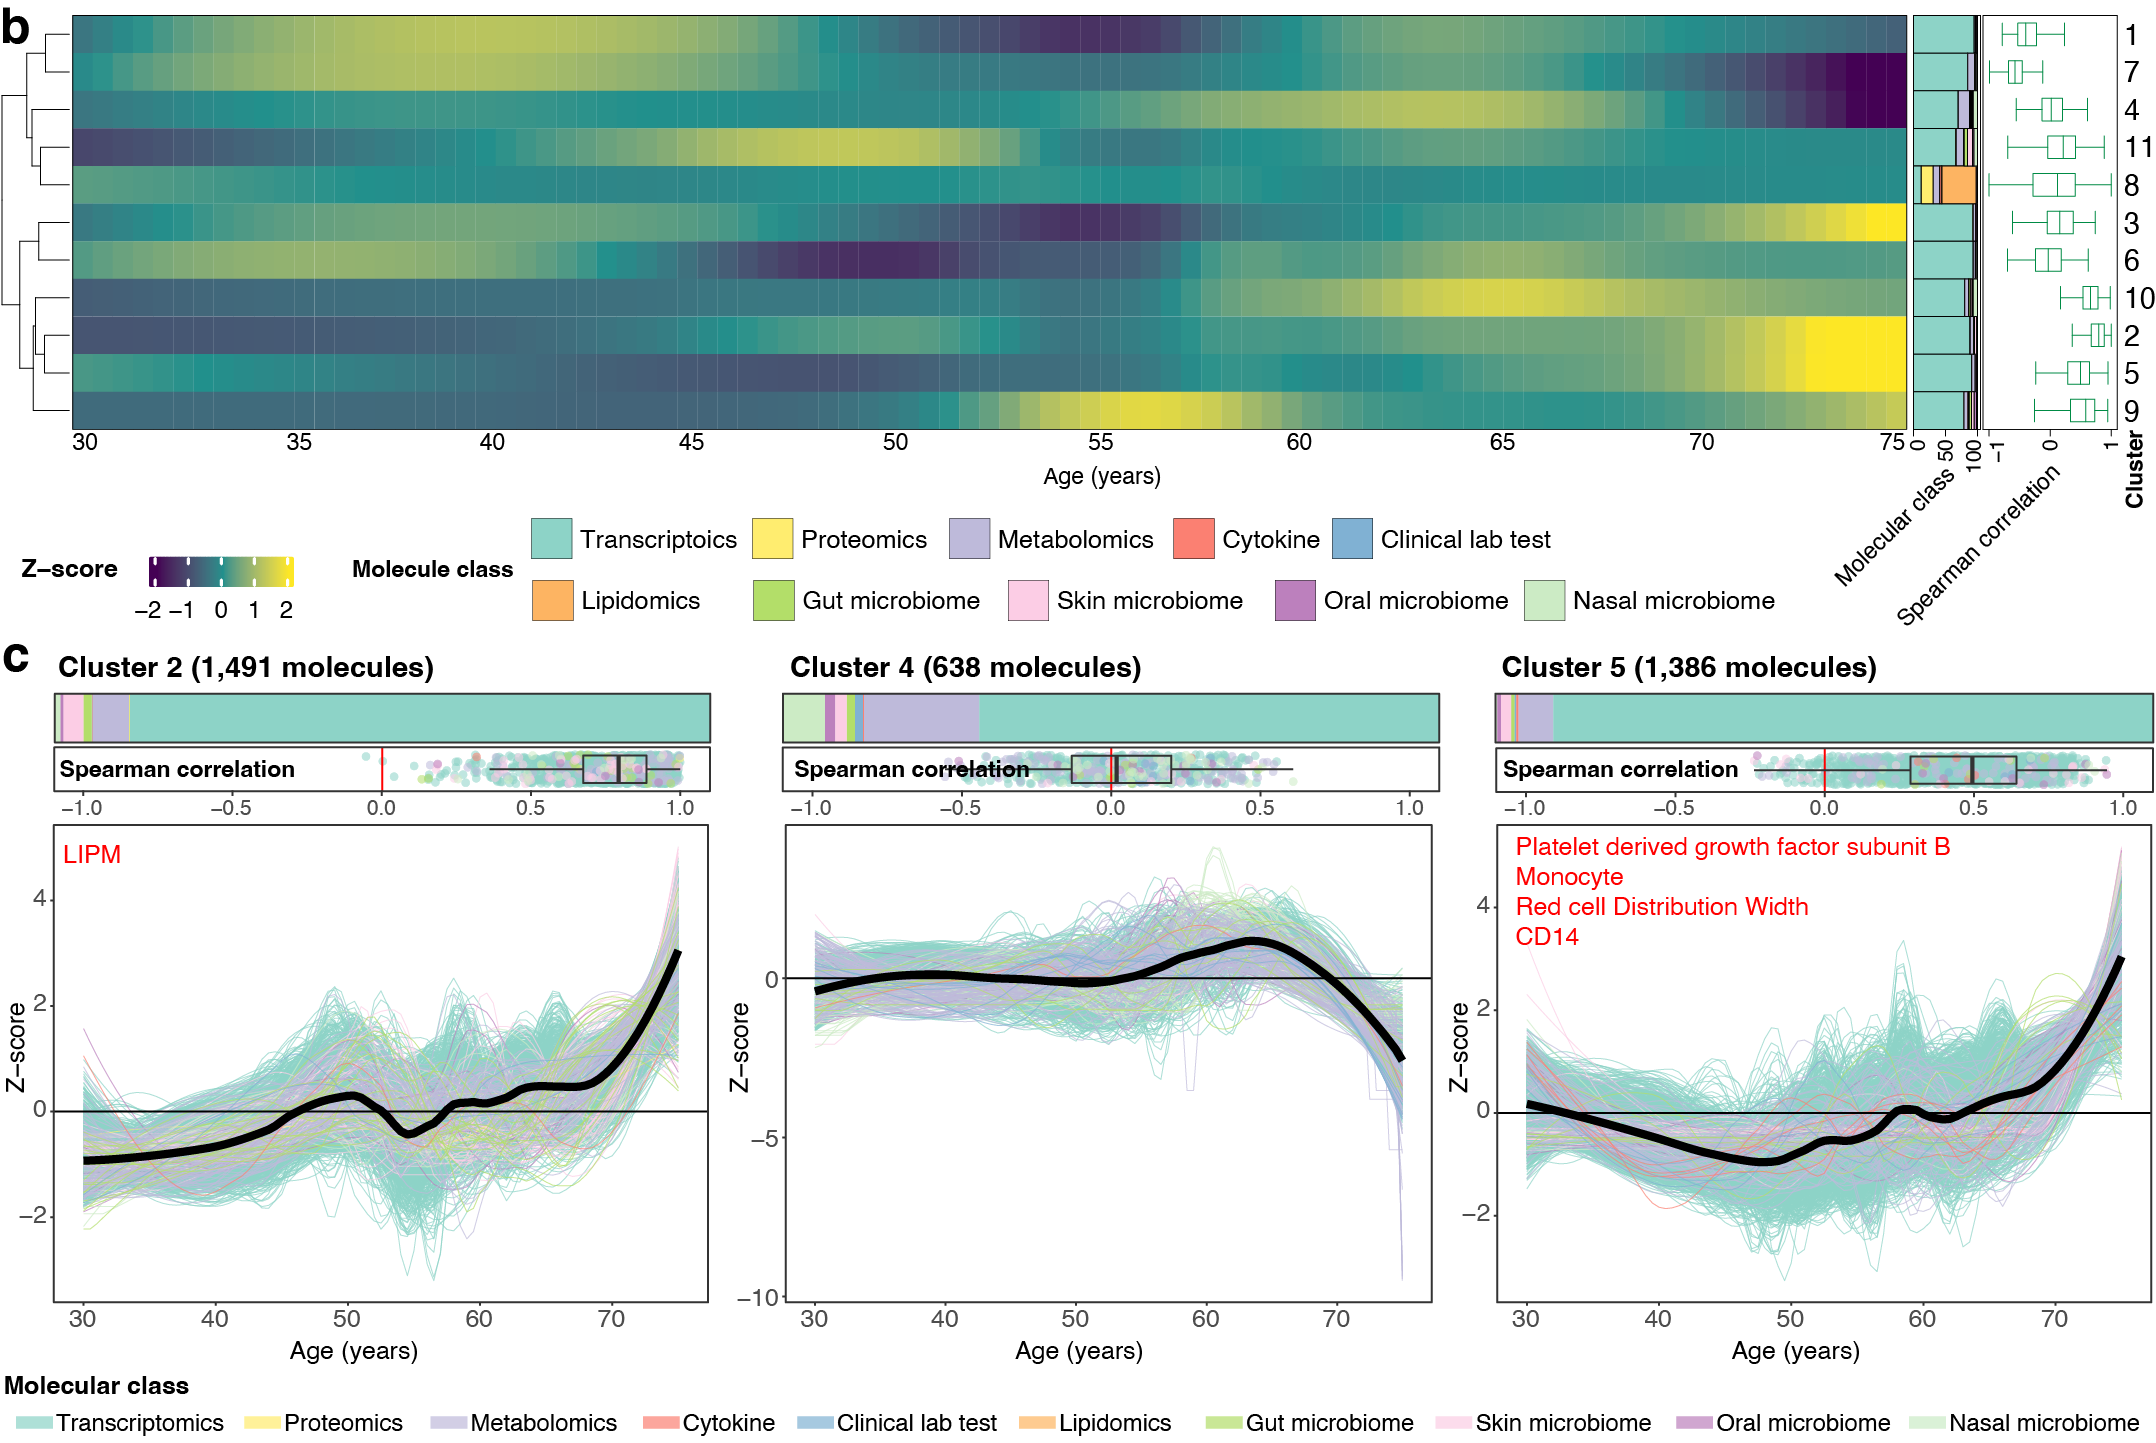 b
1
7
4
11
8
3
6
10
2
5
9
30 35 40 45 50 55 60 65 70 75
Age (years)
0 50 100
Molecular class
−1 0 1
Spearman correlation
Cluster
Z−score
−2 −1 0 1 2
Molecule class
Transcriptoics Proteomics Metabolomics Cytokine Clinical lab test
Lipidomics Gut microbiome Skin microbiome Oral microbiome Nasal microbiome
c
Cluster 2 (1,491 molecules)
Spearman correlation
−1.0 −0.5 0.0 0.5 1.0
LIPM
Z−score
4
2
0
−2
30 40 50 60 70
Age (years)
Cluster 4 (638 molecules)
Spearman correlation
−1.0 −0.5 0.0 0.5 1.0
Z−score
0
−5
−10
30 40 50 60 70
Age (years)
Cluster 5 (1,386 molecules)
Spearman correlation
−1.0 −0.5 0.0 0.5 1.0
Platelet derived growth factor subunit B
Monocyte
Red cell Distribution Width
CD14
Z−score
4
2
0
−2
30 40 50 60 70
Age (years)
Molecular class
Transcriptomics Proteomics Metabolomics Cytokine Clinical lab test Lipidomics Gut microbiome Skin microbiome Oral microbiome Nasal microbiome